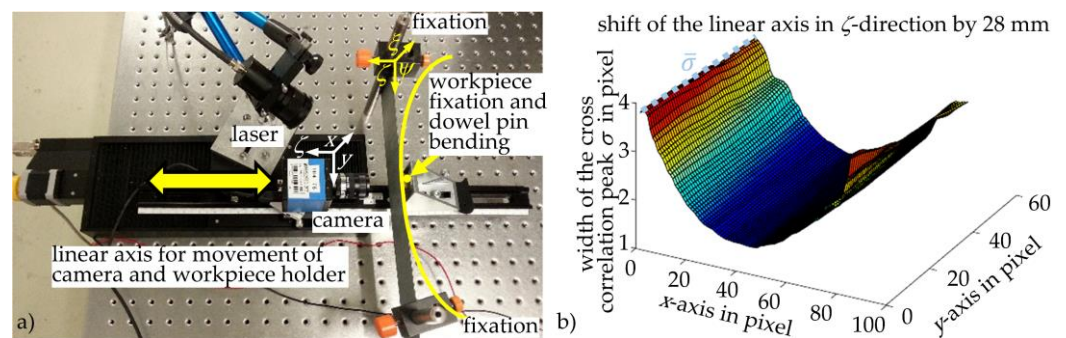 fixation
ξ
ζ
ψ
workpiece
fixation and
dowel pin
bending
laser
ζ
x
y
camera
linear axis for movement of
camera and workpiece holder
a)
fixation
b)
shift of the linear axis in ζ-direction by 28 mm
σ̄
width of the cross
correlation peak σ in pixel
4
3
2
1
0
20
40
60
80
100
x-axis in pixel
0
20
40
60
y-axis in pixel